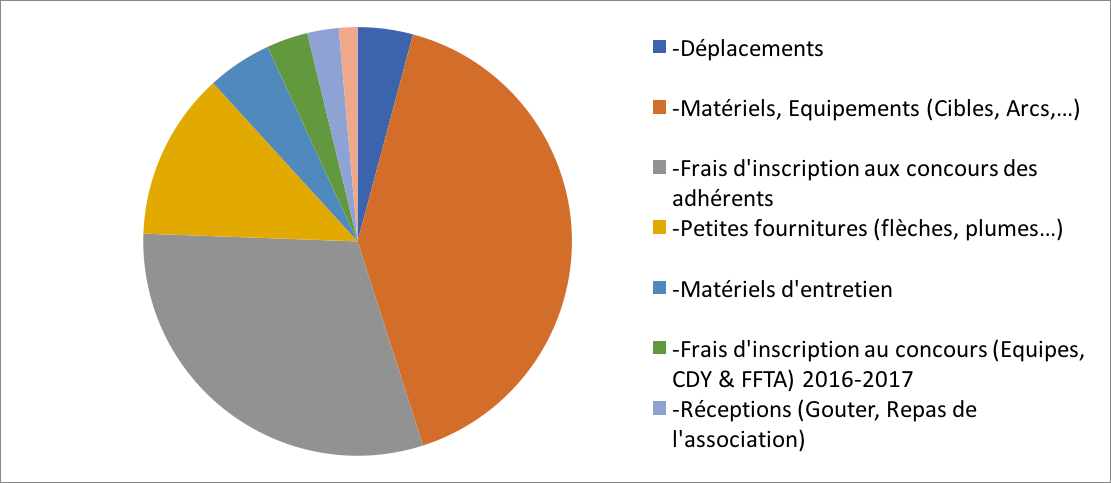 -Déplacements
-Matériels, Equipements (Cibles, Arcs,…)
-Frais d'inscription aux concours des
adhérents
-Petites fournitures (flèches, plumes…)
-Matériels d'entretien
-Frais d'inscription au concours (Equipes,
CDY & FFTA) 2016-2017
-Réceptions (Gouter, Repas de
l'association)